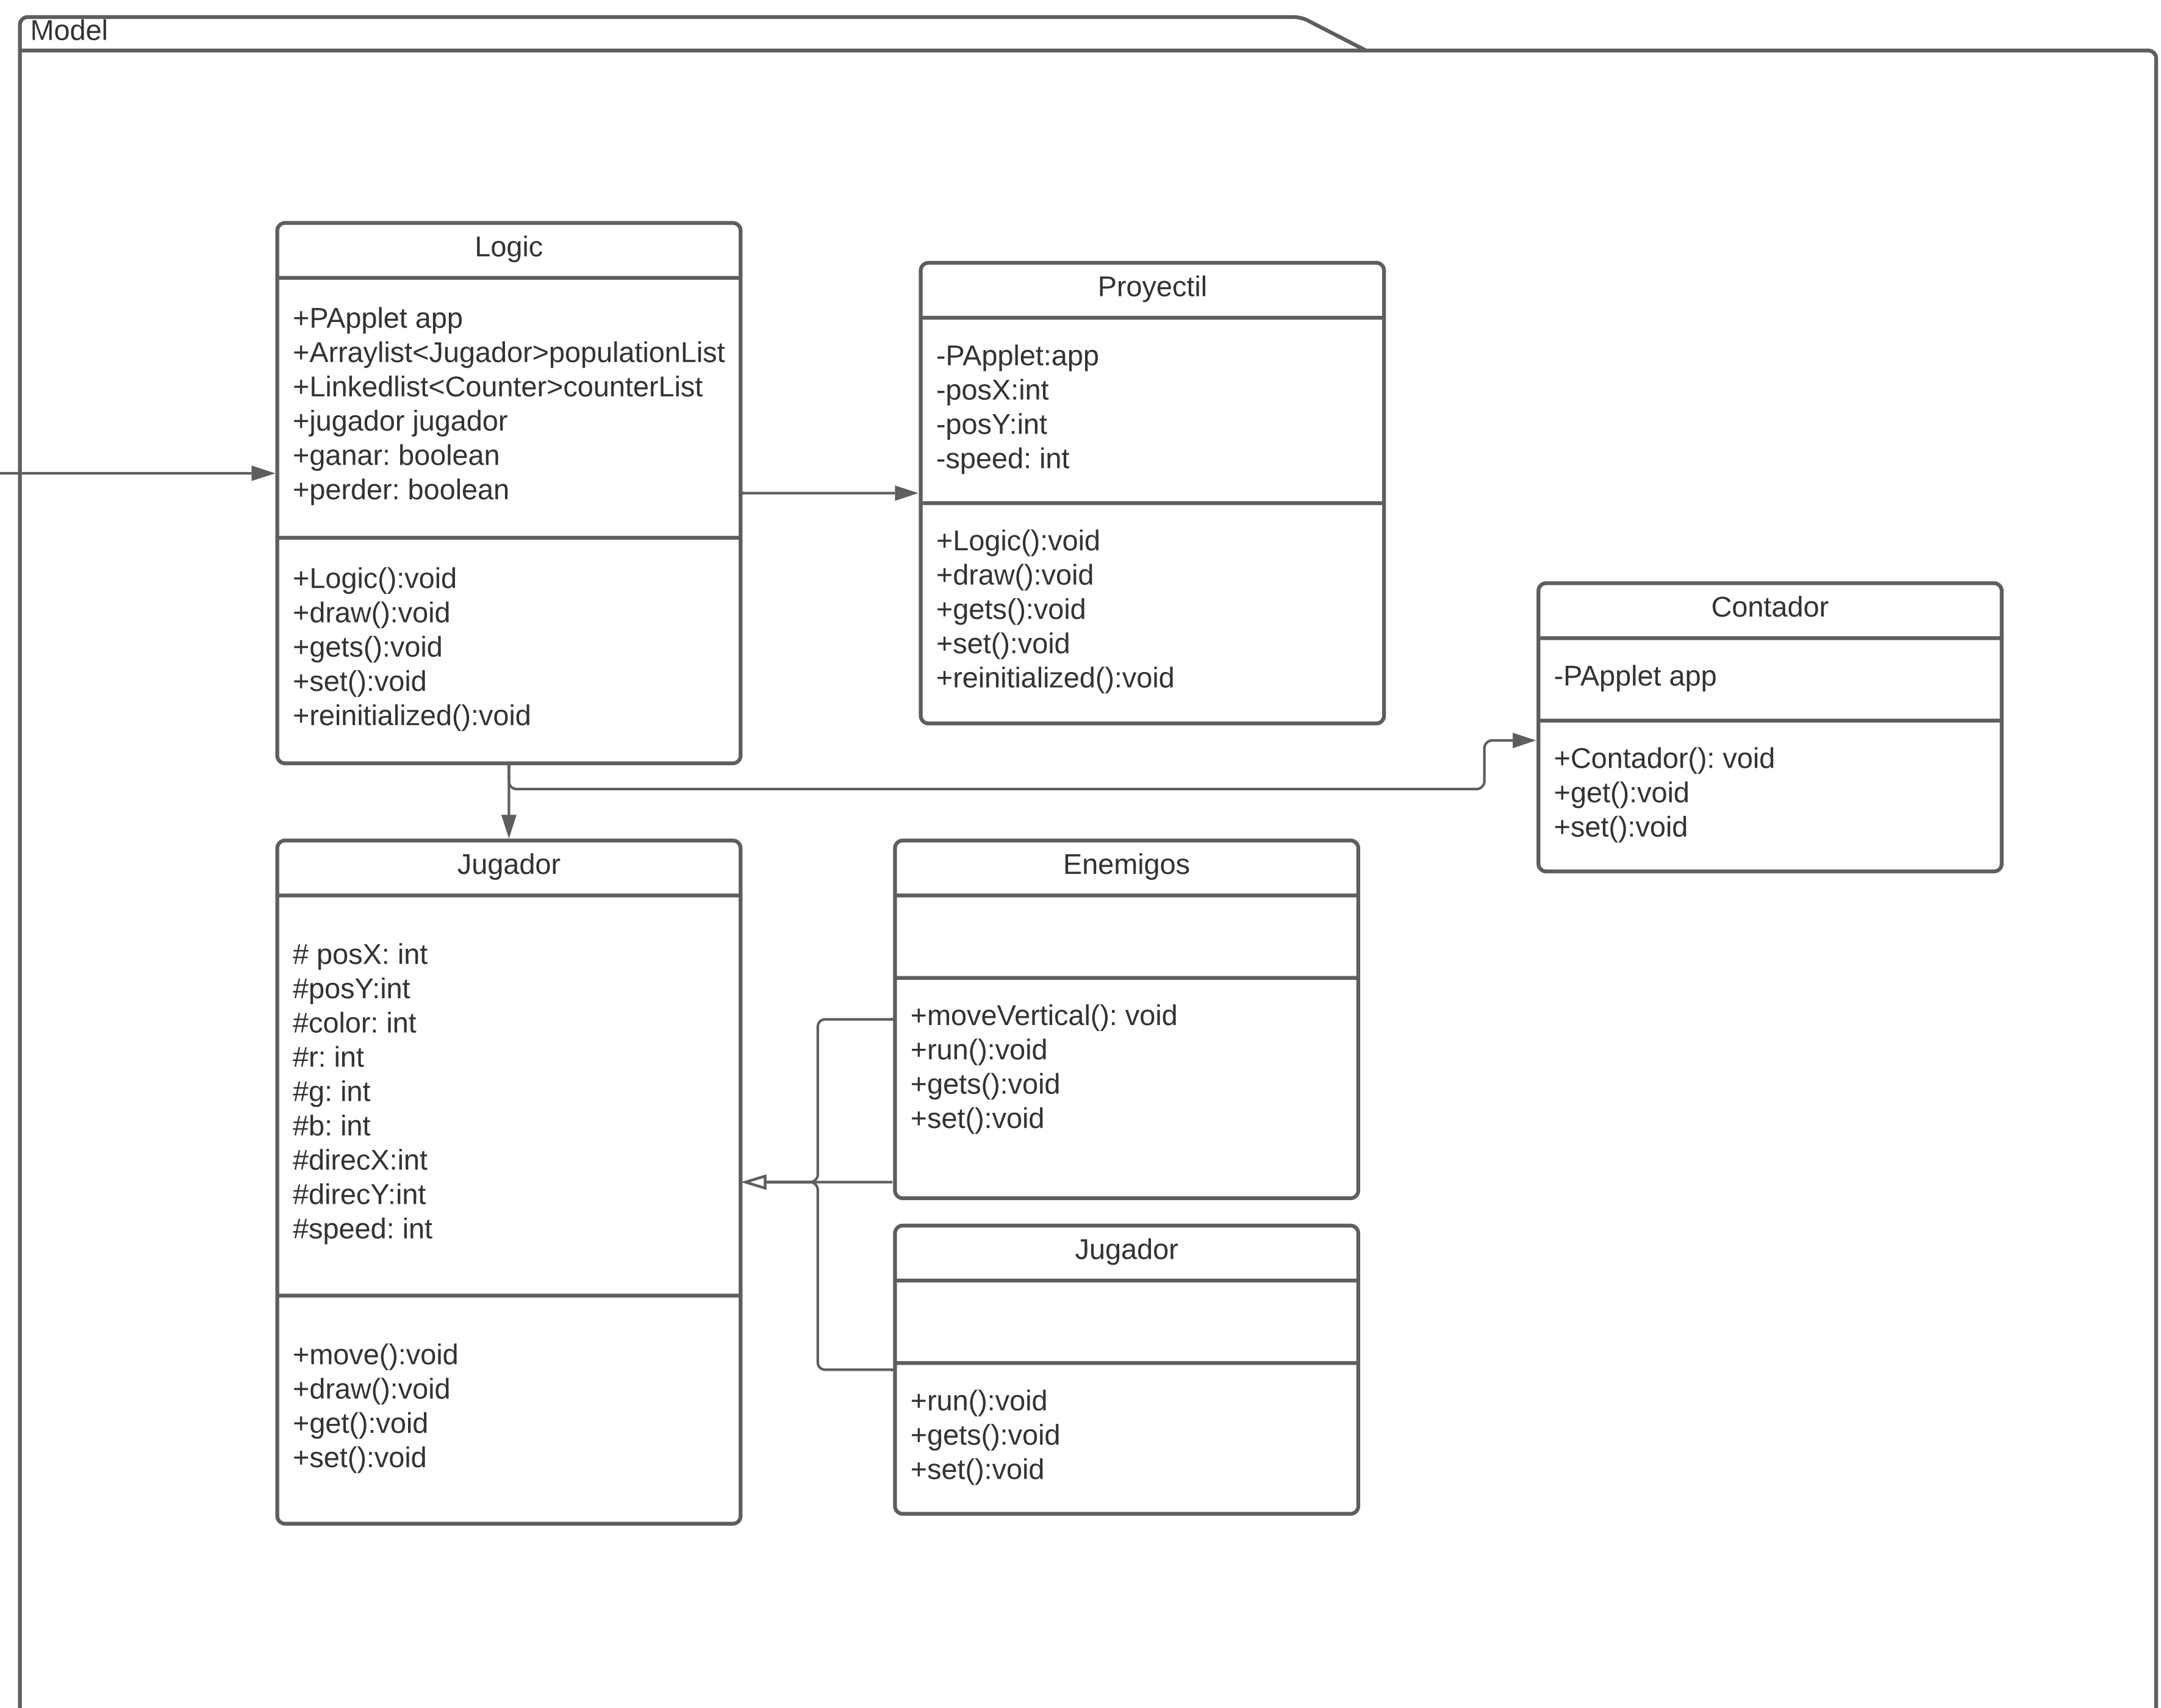 Model
Logic
+PApplet app
+Arraylist<Jugador>populationList
+Linkedlist<Counter>counterList
+jugador jugador
+ganar: boolean
+perder: boolean
+Logic():void
+draw():void
+gets():void
+set():void
+reinitialized():void
Proyectil
-PApplet:app
-posX:int
-posY:int
-speed: int
+Logic():void
+draw():void
+gets():void
+set():void
+reinitialized():void
Contador
-PApplet app
+Contador(): void
+get():void
+set():void
Jugador
# posX: int
#posY:int
#color: int
#r: int
#g: int
#b: int
#direcX:int
#direcY:int
#speed: int
+move():void
+draw():void
+get():void
+set():void
Enemigos
+moveVertical(): void
+run():void
+gets():void
+set():void
Jugador
+run():void
+gets():void
+set():void